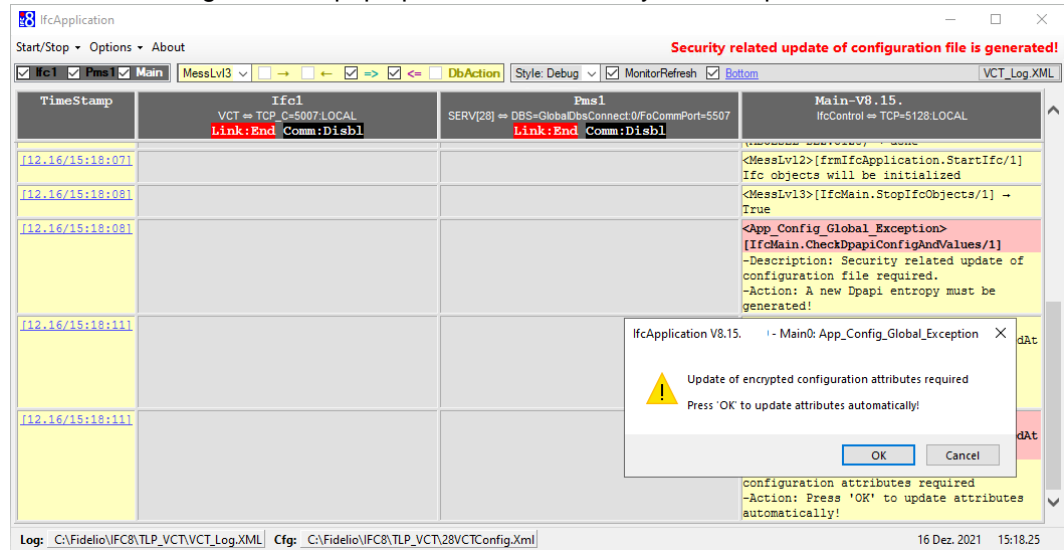 IfcApplication
Start/Stop Options About
Security related update of configuration file is generated!
Ifc1 Pms1 Main MessLvl3 → ← => <= DbAction Style: Debug MonitorRefresh Bottom VCT_Log.XML
TimeStamp
Ifc1
VCT ⇔ TCP_C=5007:LOCAL
Link:End Comm:Disbl
Pms1
SERV[28] ⇔ DBS=GlobalDbsConnect:0/FoCommPort=5507
Link:End Comm:Disbl
Main-V8.15.
IfcControl ⇔ TCP=5128:LOCAL
[12.16/15:18:07]
<MessLvl2>[frmIfcApplication.StartIfc/1]
Ifc objects will be initialized
[12.16/15:18:08]
<MessLvl3>[IfcMain.StopIfcObjects/1] →
True
[12.16/15:18:08]
<App_Config_Global_Exception>
[IfcMain.CheckDpapiConfigAndValues/1]
-Description: Security related update of
configuration file required.
-Action: A new Dpapi entropy must be
generated!
[12.16/15:18:11]
dAt
IfcApplication V8.15. - Main0: App_Config_Global_Exception
Update of encrypted configuration attributes required
Press 'OK' to update attributes automatically!
OK Cancel
[12.16/15:18:11]
dAt
configuration attributes required
-Action: Press 'OK' to update attributes
automatically!
Log: C:\Fidelio\IFC8\TLP_VCT\VCT_Log.XML Cfg: C:\Fidelio\IFC8\TLP_VCT\28VCTConfig.Xml 16 Dez. 2021 15:18.25